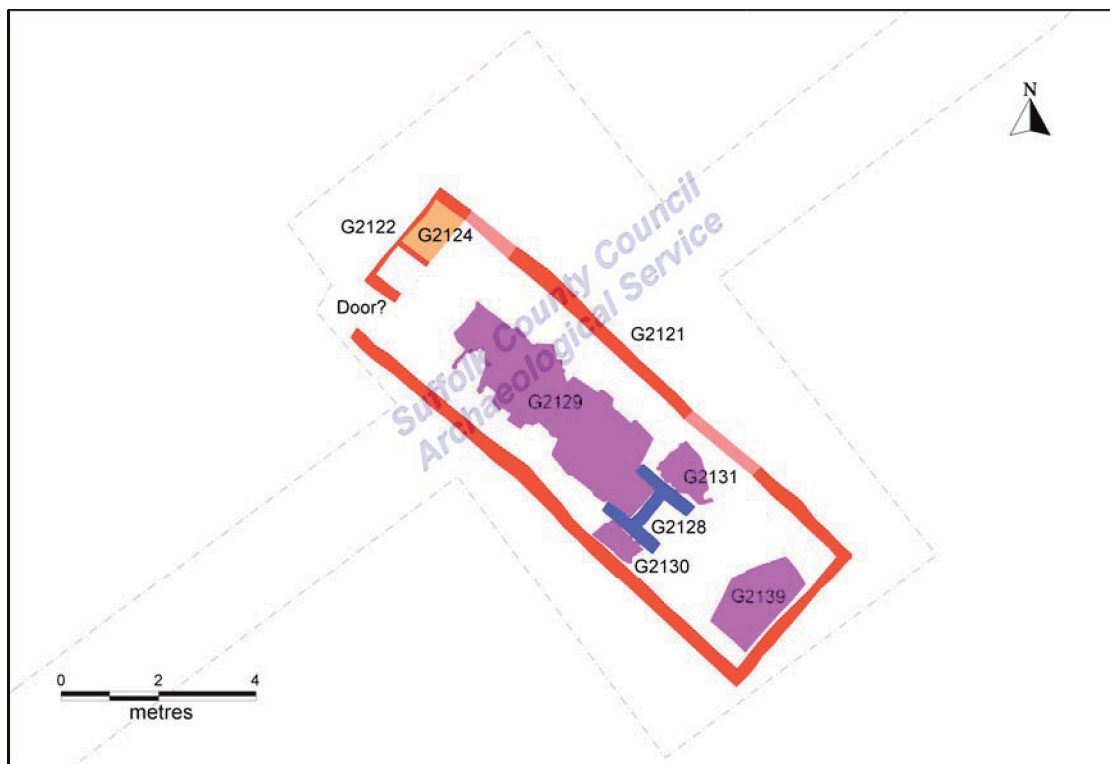 N
Suffolk County Council
Archaeological Service
G2122
G2124
Door?
G2121
G2129
G2131
G2128
G2130
G2139
0 2 4
metres